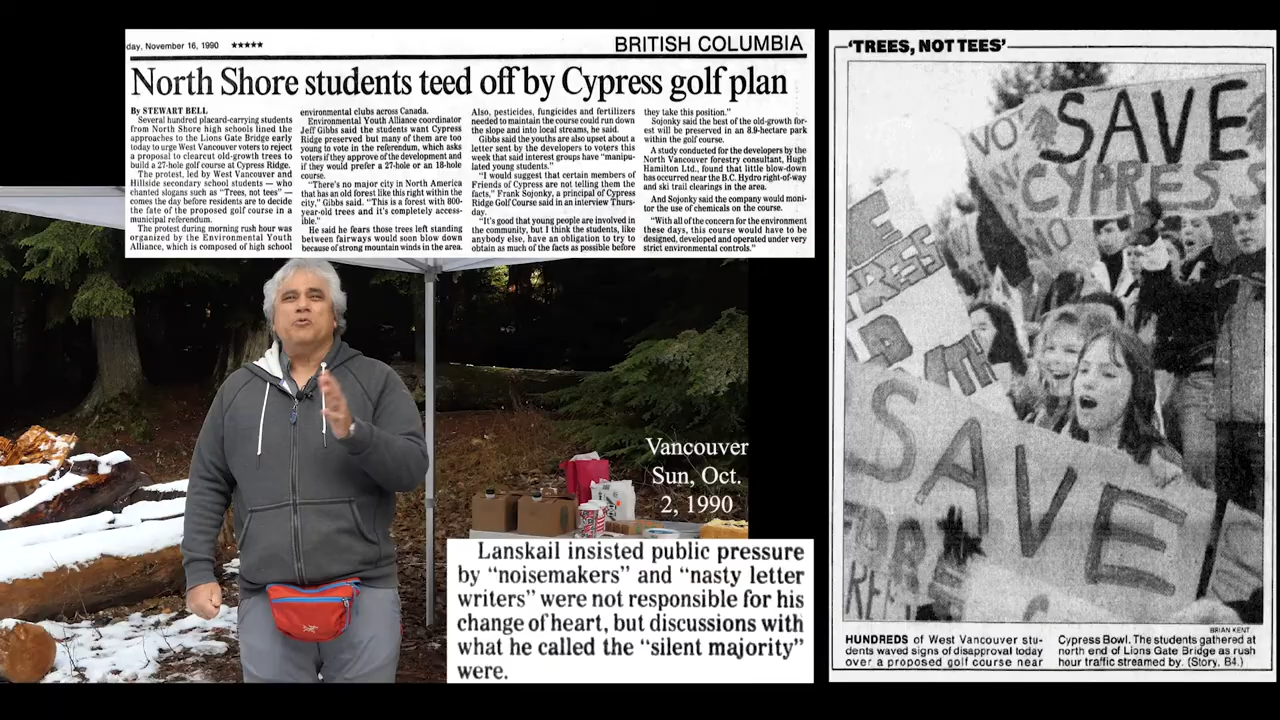 day, November 16, 1990 ★★★★★
BRITISH COLUMBIA
North Shore students teed off by Cypress golf plan
By STEWART BELL
Several hundred placard-carrying students
from North Shore high schools lined the
approaches to the Lions Gate Bridge early
today to urge West Vancouver voters to reject
a proposal to clearcut old-growth trees to
build a 27-hole golf course at Cypress Ridge.
The protest, led by West Vancouver and
Hillside secondary school students — who
chanted slogans such as "Trees, not tees" —
comes the day before residents are to decide
the fate of the proposed golf course in a
municipal referendum.
The protest during morning rush hour was
organized by the Environmental Youth
Alliance, which is composed of high school
environmental clubs across Canada.
Environmental Youth Alliance coordinator
Jeff Gibbs said the students want Cypress
Ridge preserved but many of them are too
young to vote in the referendum, which asks
voters if they approve of the development and
if they would prefer a 27-hole or an 18-hole
course.
"There's no major city in North America
that has an old forest like this right within the
city," Gibbs said. "This is a forest with 800-
year-old trees and it's completely access-
ible."
He said he fears those trees left standing
between fairways would soon blow down
because of strong mountain winds in the area.
Also, pesticides, fungicides and fertilizers
needed to maintain the course could run down
the slope and into local streams, he said.
Gibbs said the youths are also upset about a
letter sent by the developers to voters this
week that said interest groups have "manipu-
lated young students."
"I would suggest that certain members of
Friends of Cypress are not telling them the
facts," Frank Sojonky, a principal of Cypress
Ridge Golf Course said in an interview Thurs-
day.
"It's good that young people are involved in
the community, but I think the students, like
anybody else, have an obligation to try to
obtain as much of the facts as possible before
they take this position."
Sojonky said the best of the old-growth for-
est will be preserved in an 8.9-hectare park
within the golf course.
A study conducted for the developers by the
North Vancouver forestry consultant, Hugh
Hamilton Ltd., found that little blow-down
has occurred near the B.C. Hydro right-of-way
and ski trail clearings in the area.
And Sojonky said the company would moni-
tor the use of chemicals on the course.
"With all of the concern for the environment
these days, this course would have to be
designed, developed and operated under very
strict environmental controls."
'TREES, NOT TEES'
SAVE
CYPRESS
NO
SAVE
BRIAN KENT
HUNDREDS of West Vancouver stu-
dents waved signs of disapproval today
over a proposed golf course near
Cypress Bowl. The students gathered at
north end of Lions Gate Bridge as rush
hour traffic streamed by. (Story, B4.)
Vancouver
Sun, Oct.
2, 1990
Lanskail insisted public pressure
by "noisemakers" and "nasty letter
writers" were not responsible for his
change of heart, but discussions with
what he called the "silent majority"
were.